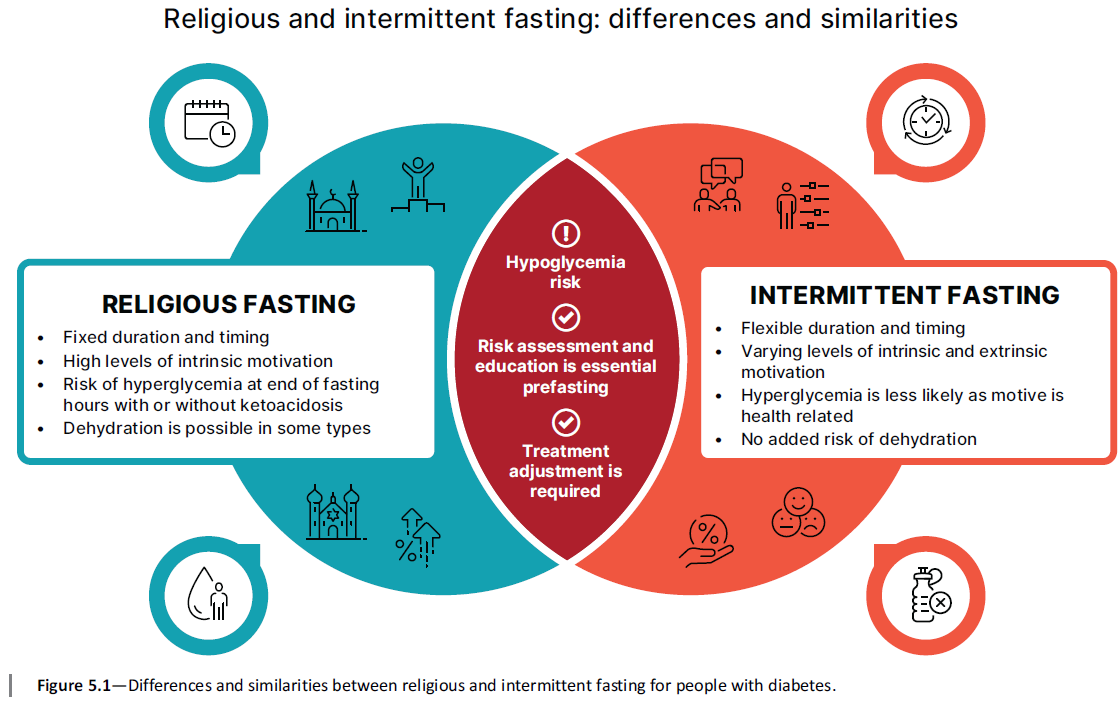 Religious and intermittent fasting: differences and similarities
RELIGIOUS FASTING
• Fixed duration and timing
• High levels of intrinsic motivation
• Risk of hyperglycemia at end of fasting
hours with or without ketoacidosis
• Dehydration is possible in some types
Hypoglycemia
risk
Risk assessment and
education is essential
prefasting
Treatment
adjustment is
required
INTERMITTENT FASTING
• Flexible duration and timing
• Varying levels of intrinsic and extrinsic
motivation
• Hyperglycemia is less likely as motive is
health related
• No added risk of dehydration
Figure 5.1—Differences and similarities between religious and intermittent fasting for people with diabetes.